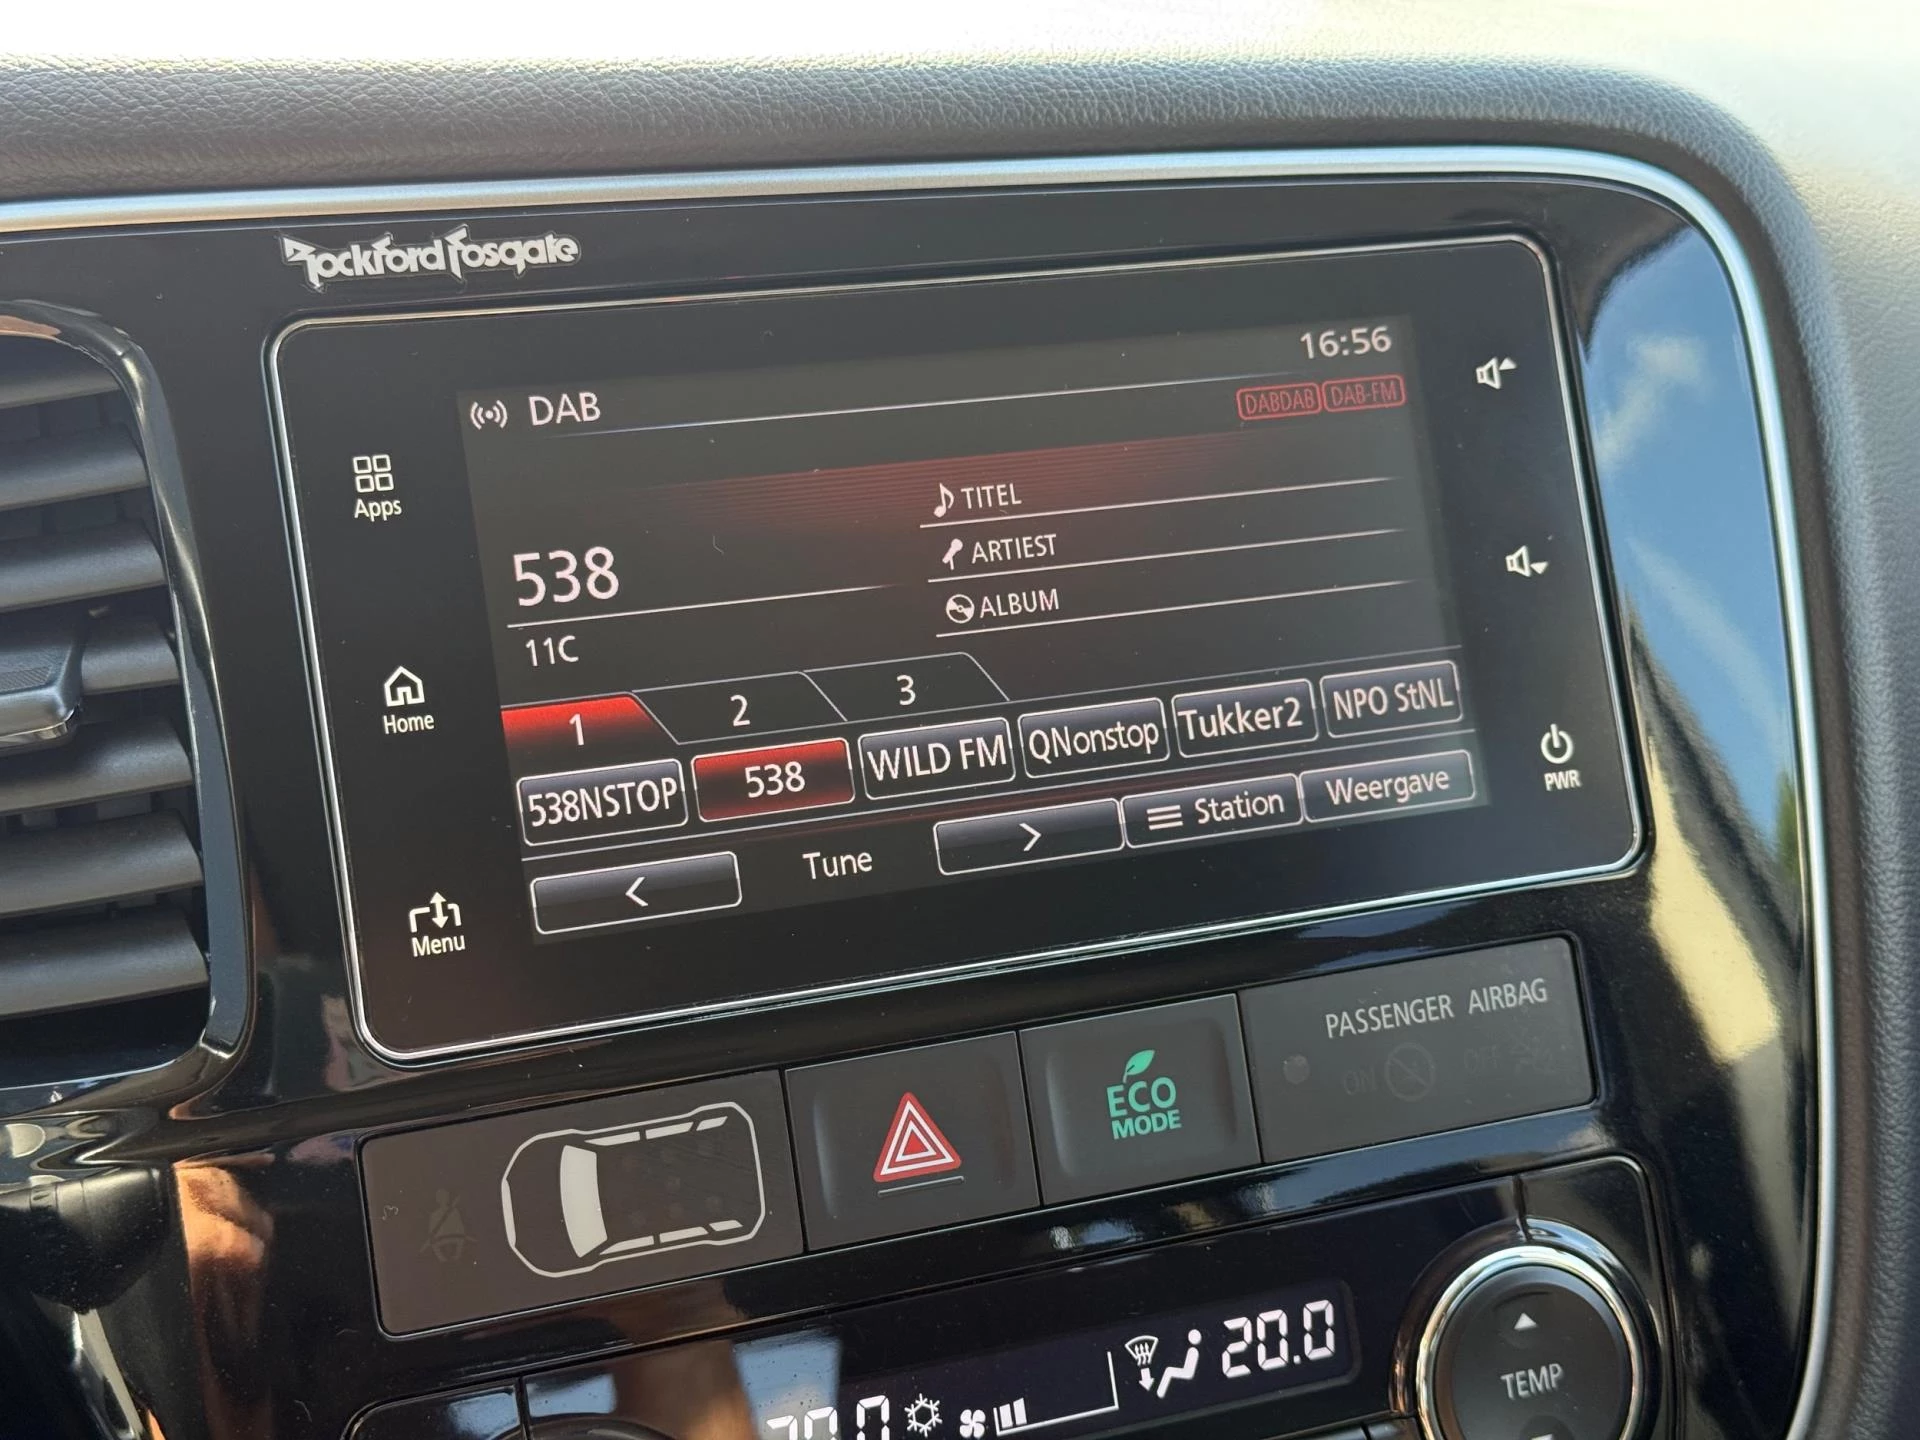 Rockford Fosgate
16:56
DAB
DABDAB DAB-FM
Apps
TITEL
538
ARTIEST
11C
ALBUM
Home
1 2 3
538NSTOP 538 WILD FM QNonstop Tukker2 NPO StNL
< Tune > Station Weergave
PWR
Menu
PASSENGER AIRBAG
ON OFF
ECO
MODE
20.0
TEMP